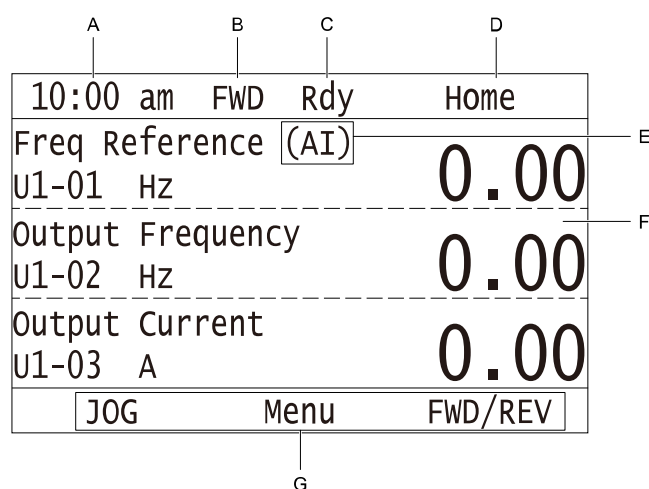 A B C D
10:00 am FWD Rdy Home
Freq Reference (AI) E
U1-01 Hz 0.00
F
Output Frequency
U1-02 Hz 0.00
Output Current
U1-03 A 0.00
JOG Menu FWD/REV
G